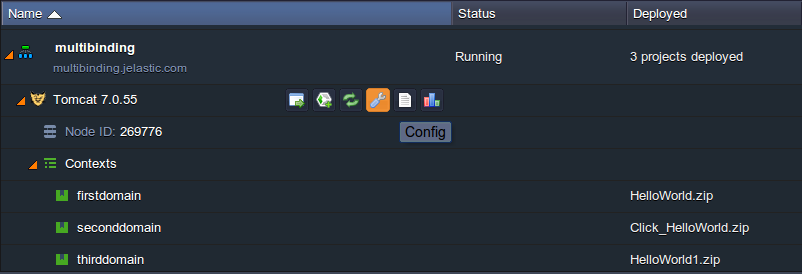 Name Status Deployed
multibinding
multibinding.jelastic.com Running 3 projects deployed
Tomcat 7.0.55
Node ID: 269776 Config
Contexts
firstdomain HelloWorld.zip
seconddomain Click_HelloWorld.zip
thirddomain HelloWorld1.zip